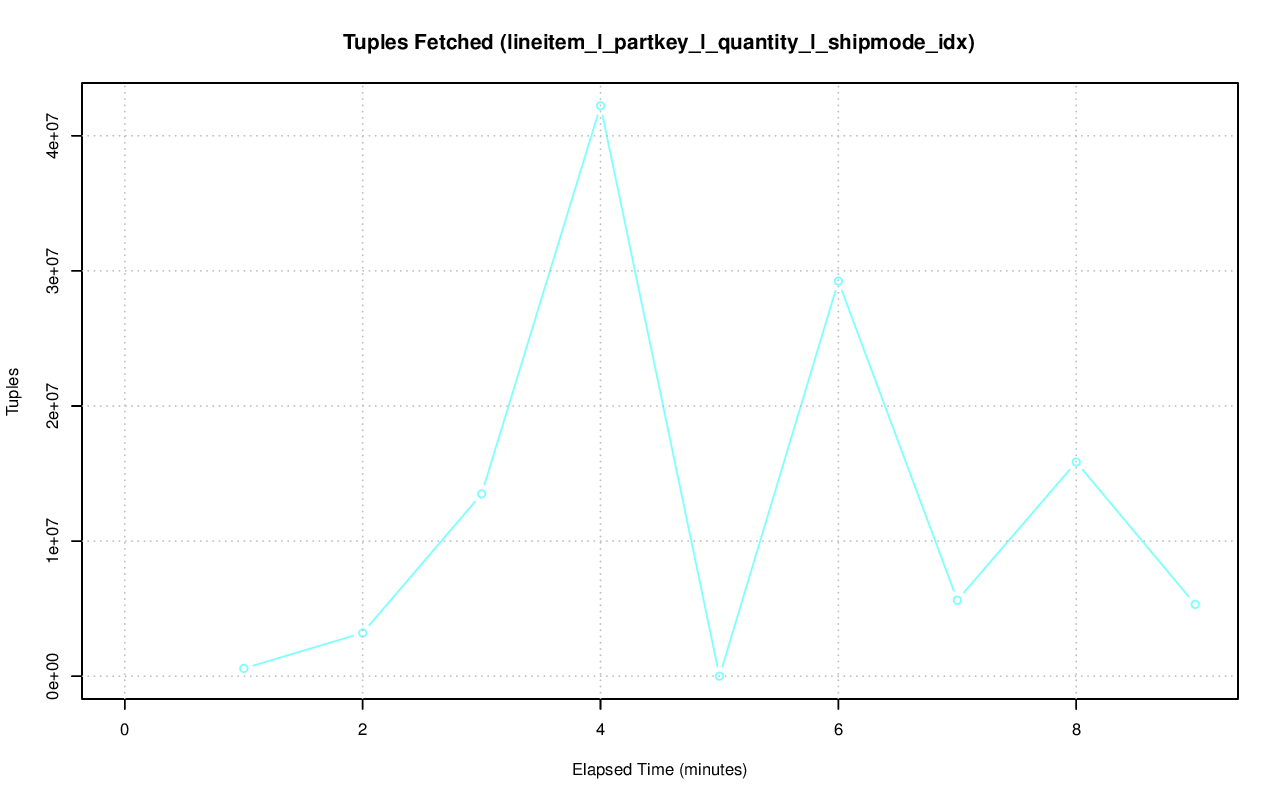 Tuples Fetched (lineitem_l_partkey_l_quantity_l_shipmode_idx)
4e+07
3e+07
2e+07
1e+07
0e+00
Tuples
0 2 4 6 8
Elapsed Time (minutes)